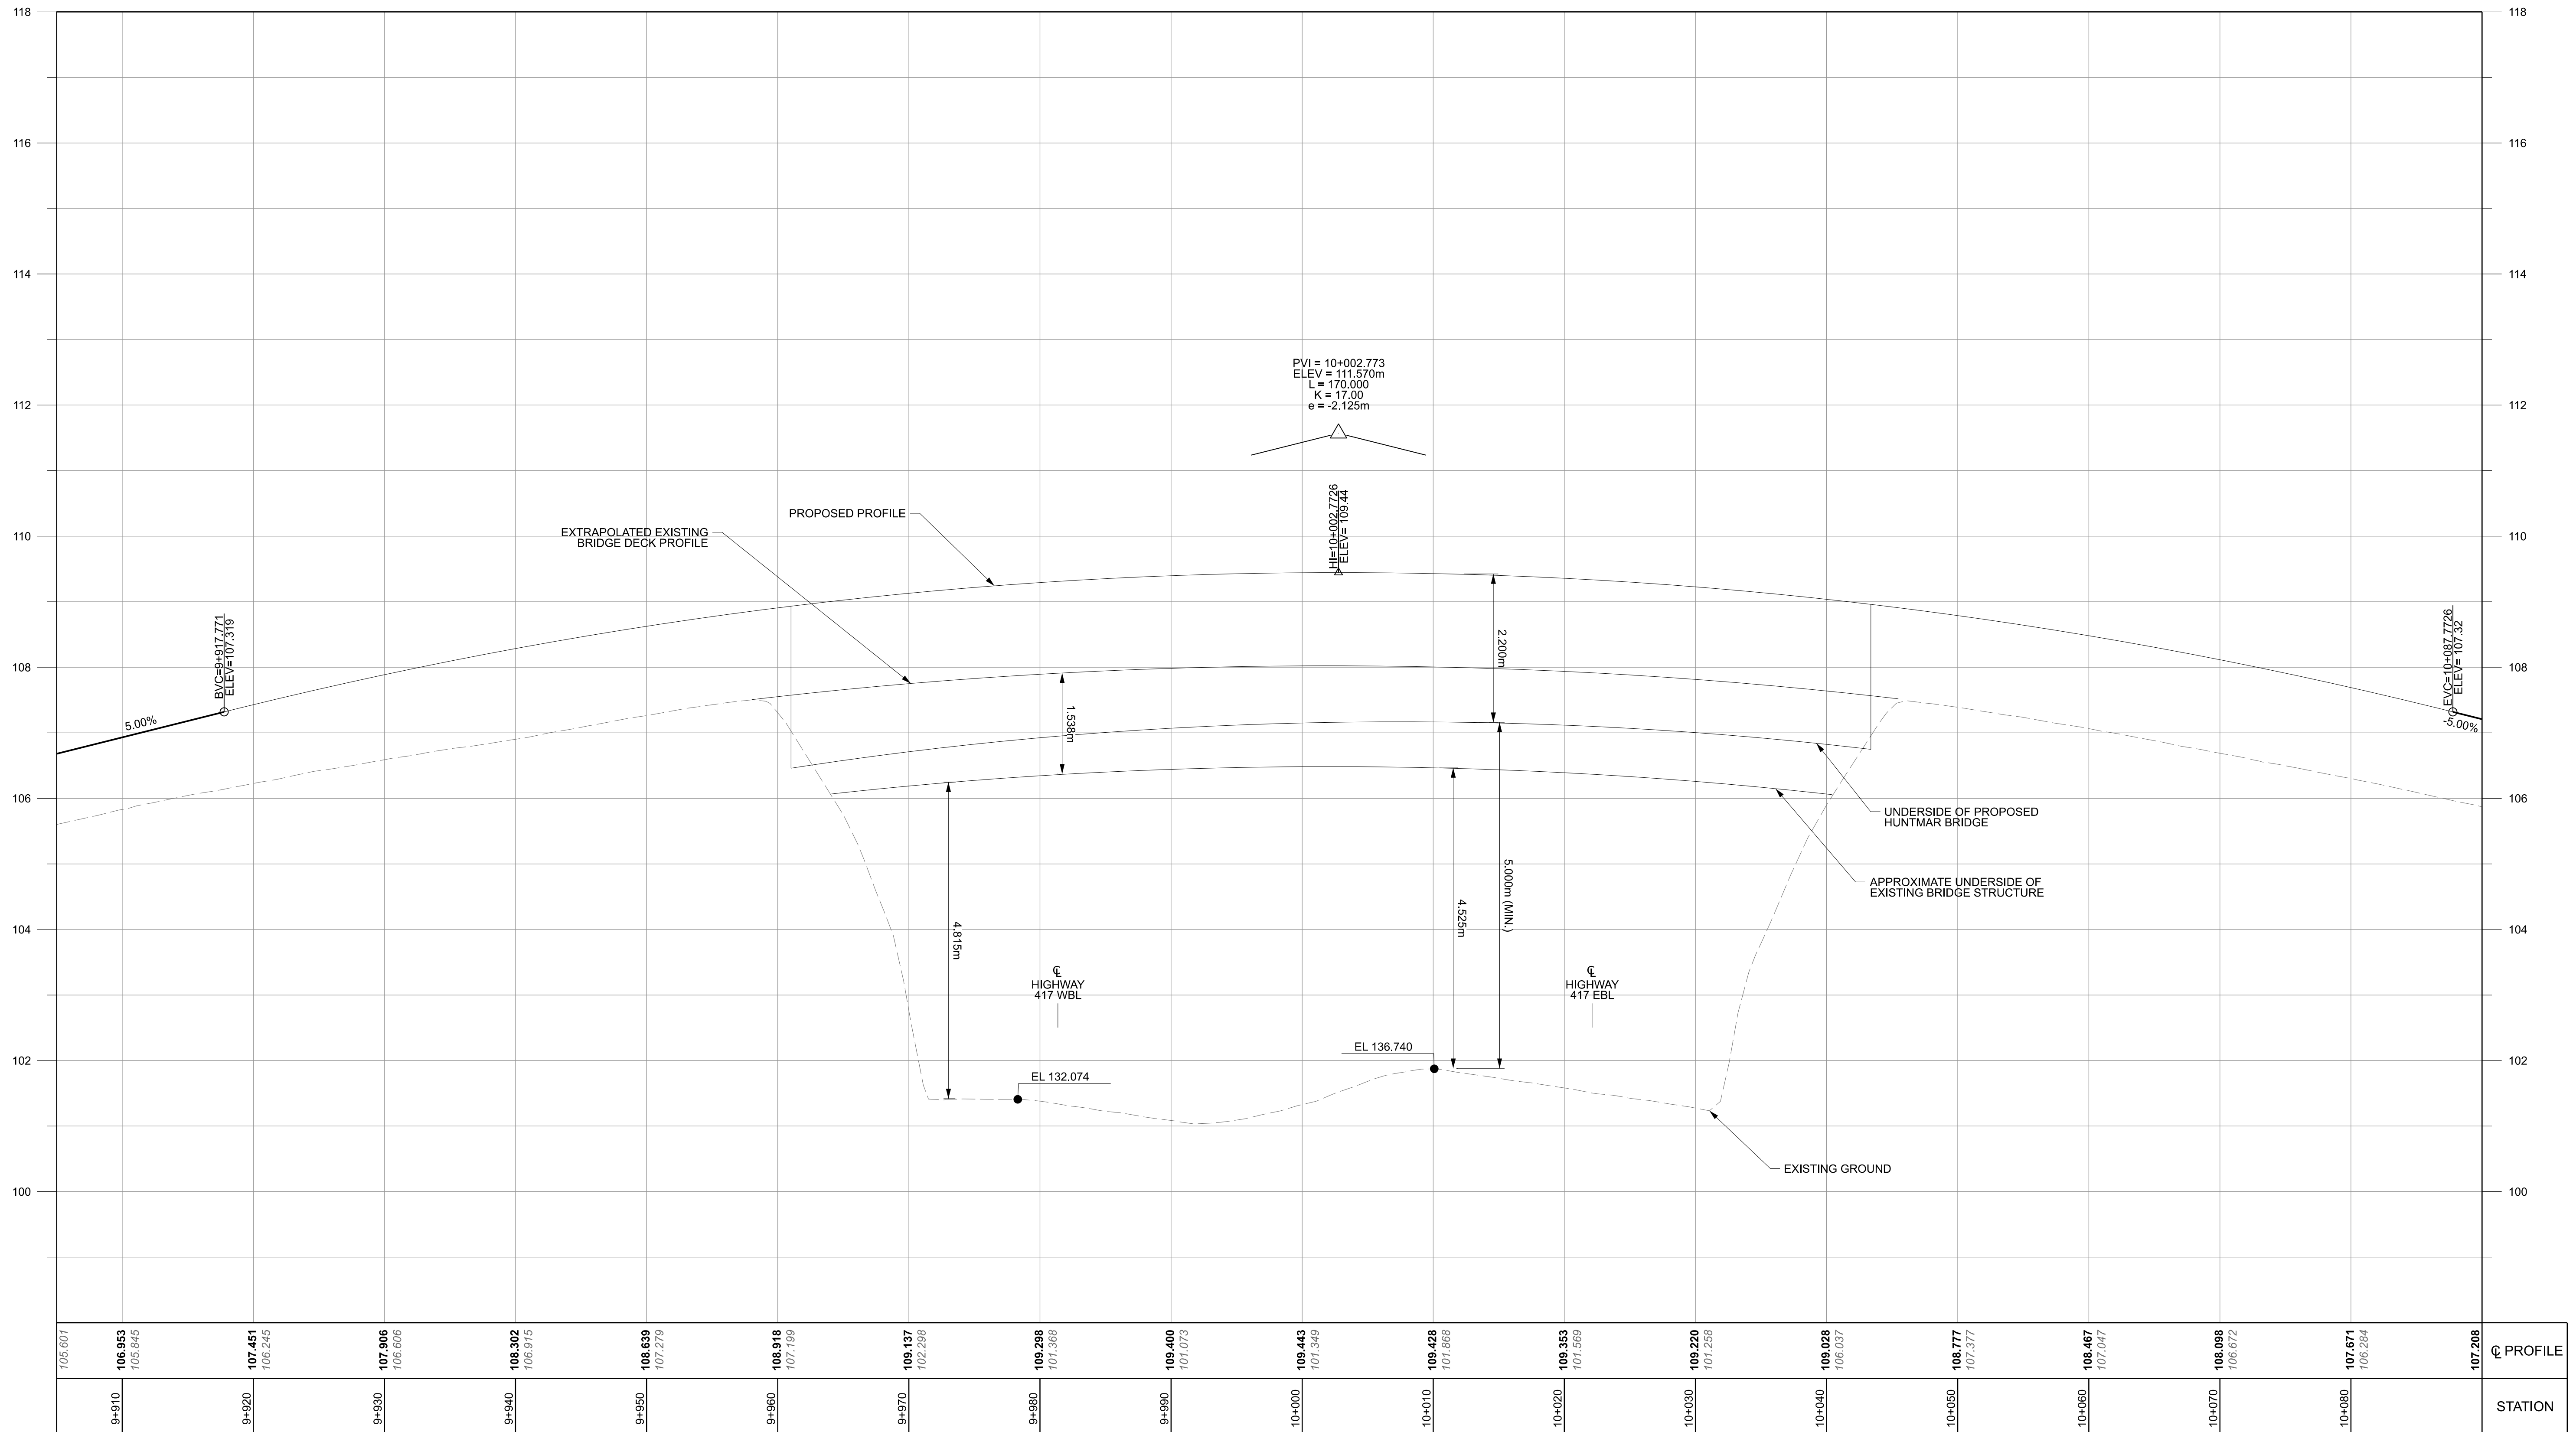 118
118
116
116
114
114
PVI = 10+002.773
ELEV = 111.570m
L = 170.000
K = 17.00
e = -2.125m
112
112
HI=10+002.7726
ELEV= 109.44
PROPOSED PROFILE
EXTRAPOLATED EXISTING
BRIDGE DECK PROFILE
110
110
BVC=9+917.771
ELEV=107.319
EVC=10+087.7726
ELEV= 107.32
2.200m
108
108
5.00%
-5.00%
1.538m
106
106
UNDERSIDE OF PROPOSED
HUNTMAR BRIDGE
APPROXIMATE UNDERSIDE OF
EXISTING BRIDGE STRUCTURE
5.000m (MIN.)
4.525m
4.815m
104
104
℄
HIGHWAY
417 WBL
℄
HIGHWAY
417 EBL
EL 136.740
102
102
EL 132.074
EXISTING GROUND
100
100
105.601
106.953
105.845
107.451
106.245
107.906
106.606
108.302
106.915
108.639
107.279
108.918
107.199
109.137
102.298
109.298
101.368
109.400
101.073
109.443
101.349
109.428
101.868
109.353
101.569
109.220
101.258
109.028
106.037
108.777
107.377
108.467
107.047
108.098
106.672
107.671
106.284
107.208
℄ PROFILE
9+910
9+920
9+930
9+940
9+950
9+960
9+970
9+980
9+990
10+000
10+010
10+020
10+030
10+040
10+050
10+060
10+070
10+080
STATION